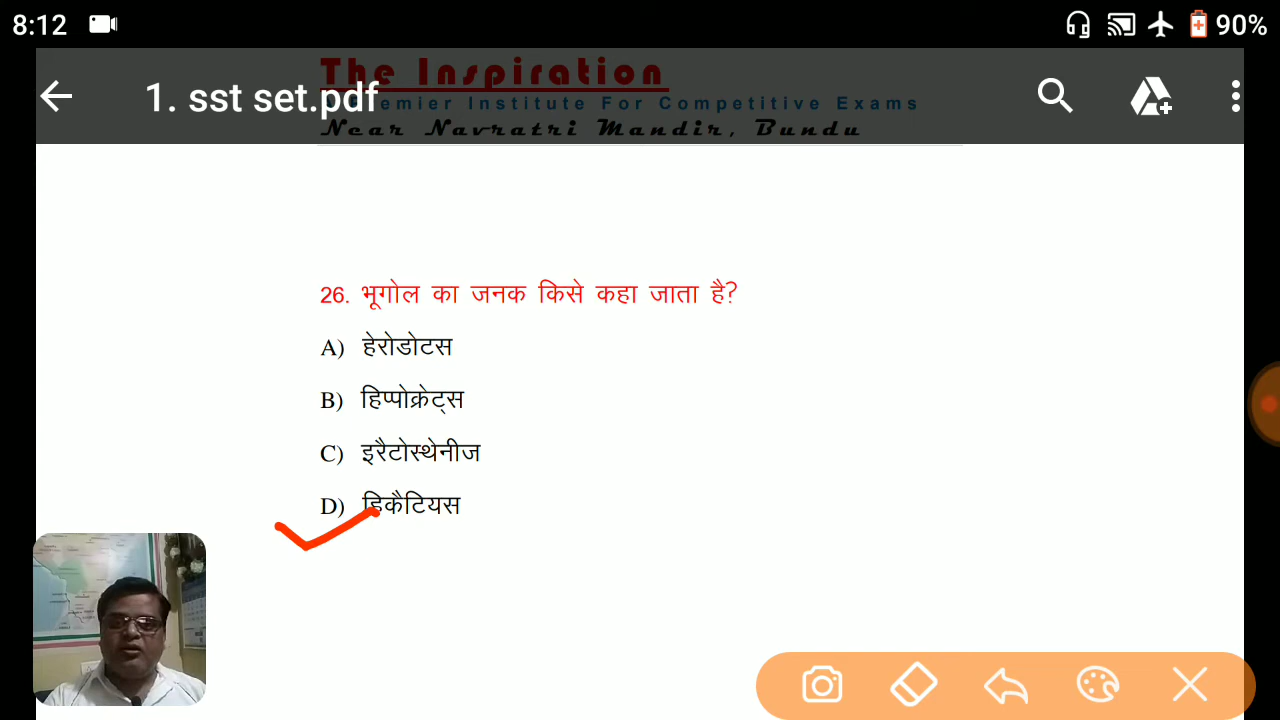 8:12
90%
1. sst set.pdf
The Inspiration
Premier Institute For Competitive Exams
Near Navratri Mandir, Bundu
26. भूगोल का जनक किसे कहा जाता है?
A) हेरोडोटस
B) हिप्पोक्रेट्स
C) इरैटोस्थेनीज
D) हिकैटियस